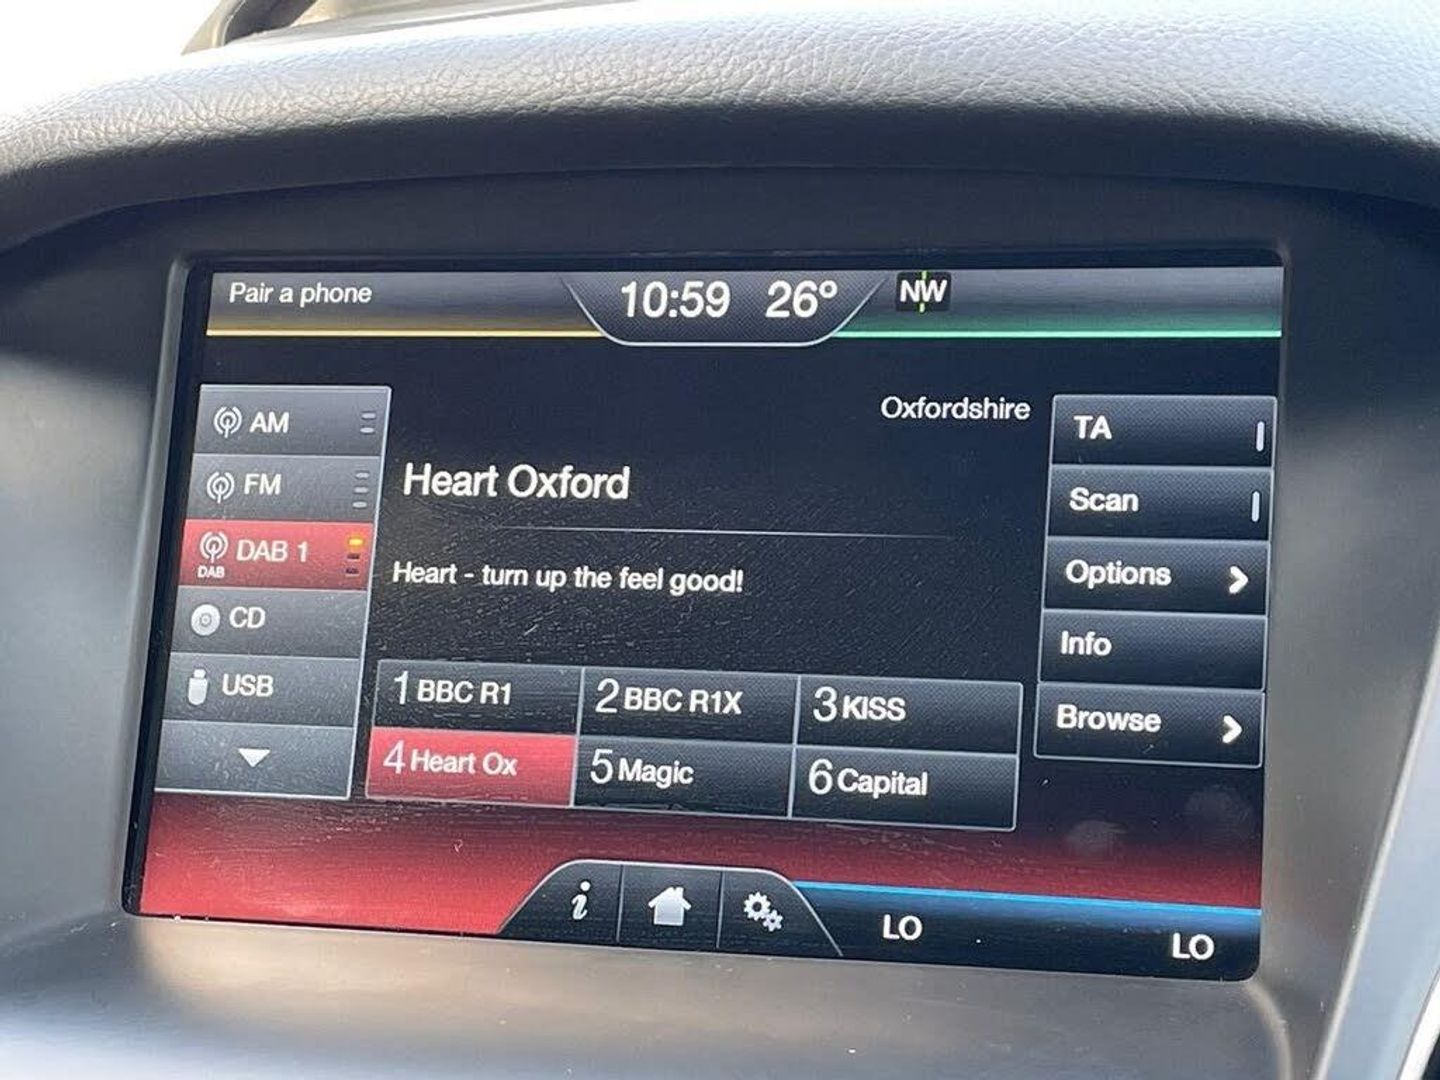 Pair a phone
10:59 26°
NW
Oxfordshire
AM
FM
DAB 1
DAB
CD
USB
Heart Oxford
Heart - turn up the feel good!
1 BBC R1
2 BBC R1X
3 KISS
4 Heart Ox
5 Magic
6 Capital
TA
Scan
Options
Info
Browse
i
LO
LO